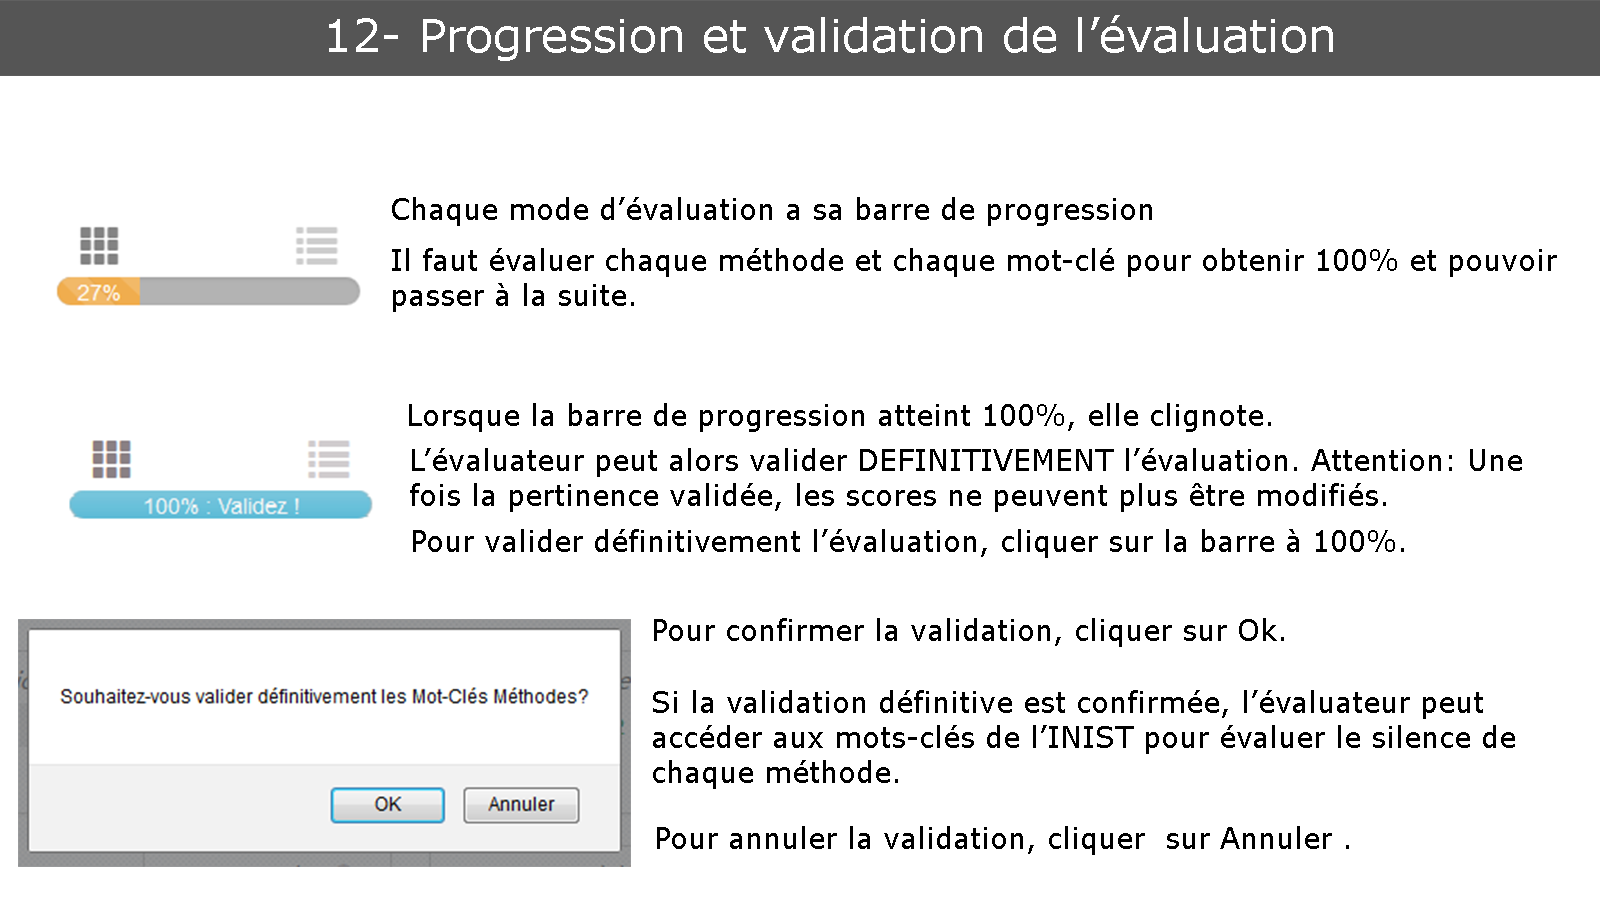 12- Progression et validation de l’évaluation
Chaque mode d’évaluation a sa barre de progression
Il faut évaluer chaque méthode et chaque mot-clé pour obtenir 100% et pouvoir
passer à la suite.
27%
Lorsque la barre de progression atteint 100%, elle clignote.
L’évaluateur peut alors valider DEFINITIVEMENT l’évaluation. Attention: Une
fois la pertinence validée, les scores ne peuvent plus être modifiés.
100% : Validez !
Pour valider définitivement l’évaluation, cliquer sur la barre à 100%.
Souhaitez-vous valider définitivement les Mot-Clés Méthodes?
OK
Annuler
Pour confirmer la validation, cliquer sur Ok.
Si la validation définitive est confirmée, l’évaluateur peut
accéder aux mots-clés de l’INIST pour évaluer le silence de
chaque méthode.
Pour annuler la validation, cliquer  sur Annuler .